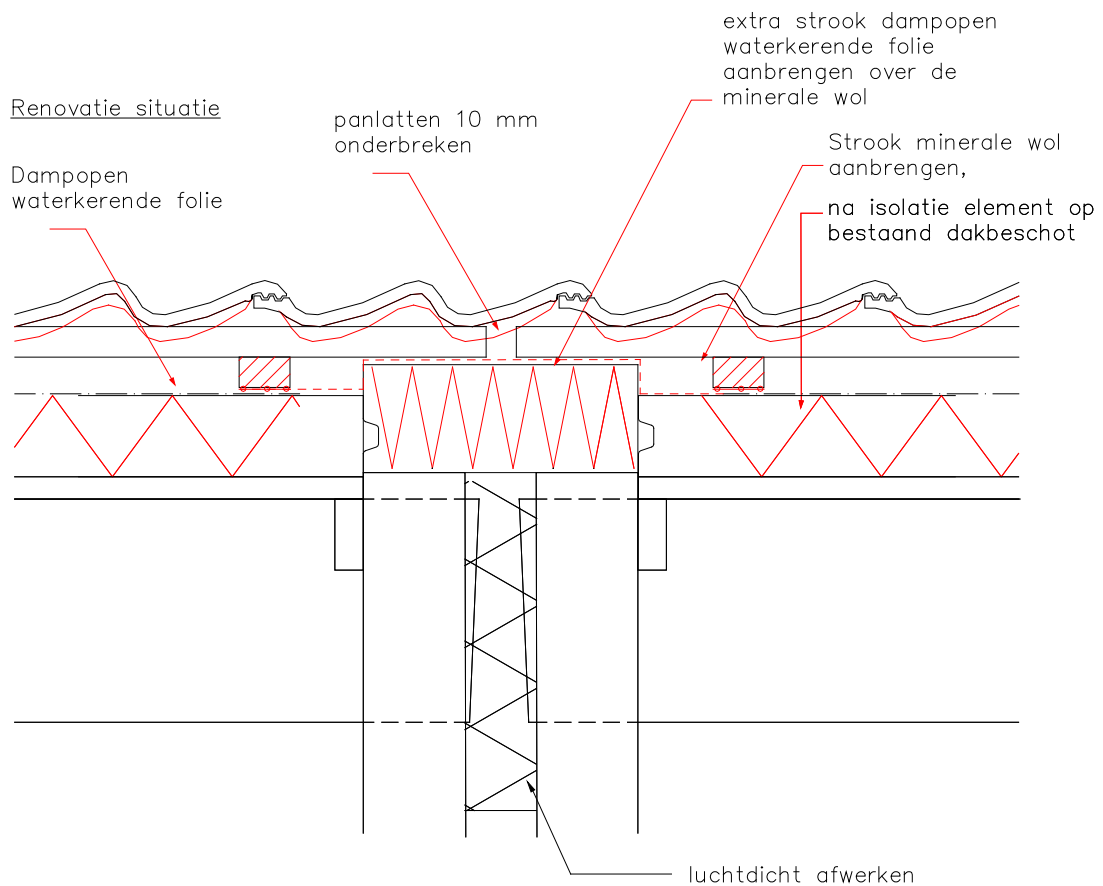 Renovatie situatie
Dampopen
waterkerende folie
panlatten 10 mm
onderbreken
extra strook dampopen
waterkerende folie
aanbrengen over de
minerale wol
Strook minerale wol
aanbrengen,
na isolatie element op
bestaand dakbeschot
luchtdicht afwerken